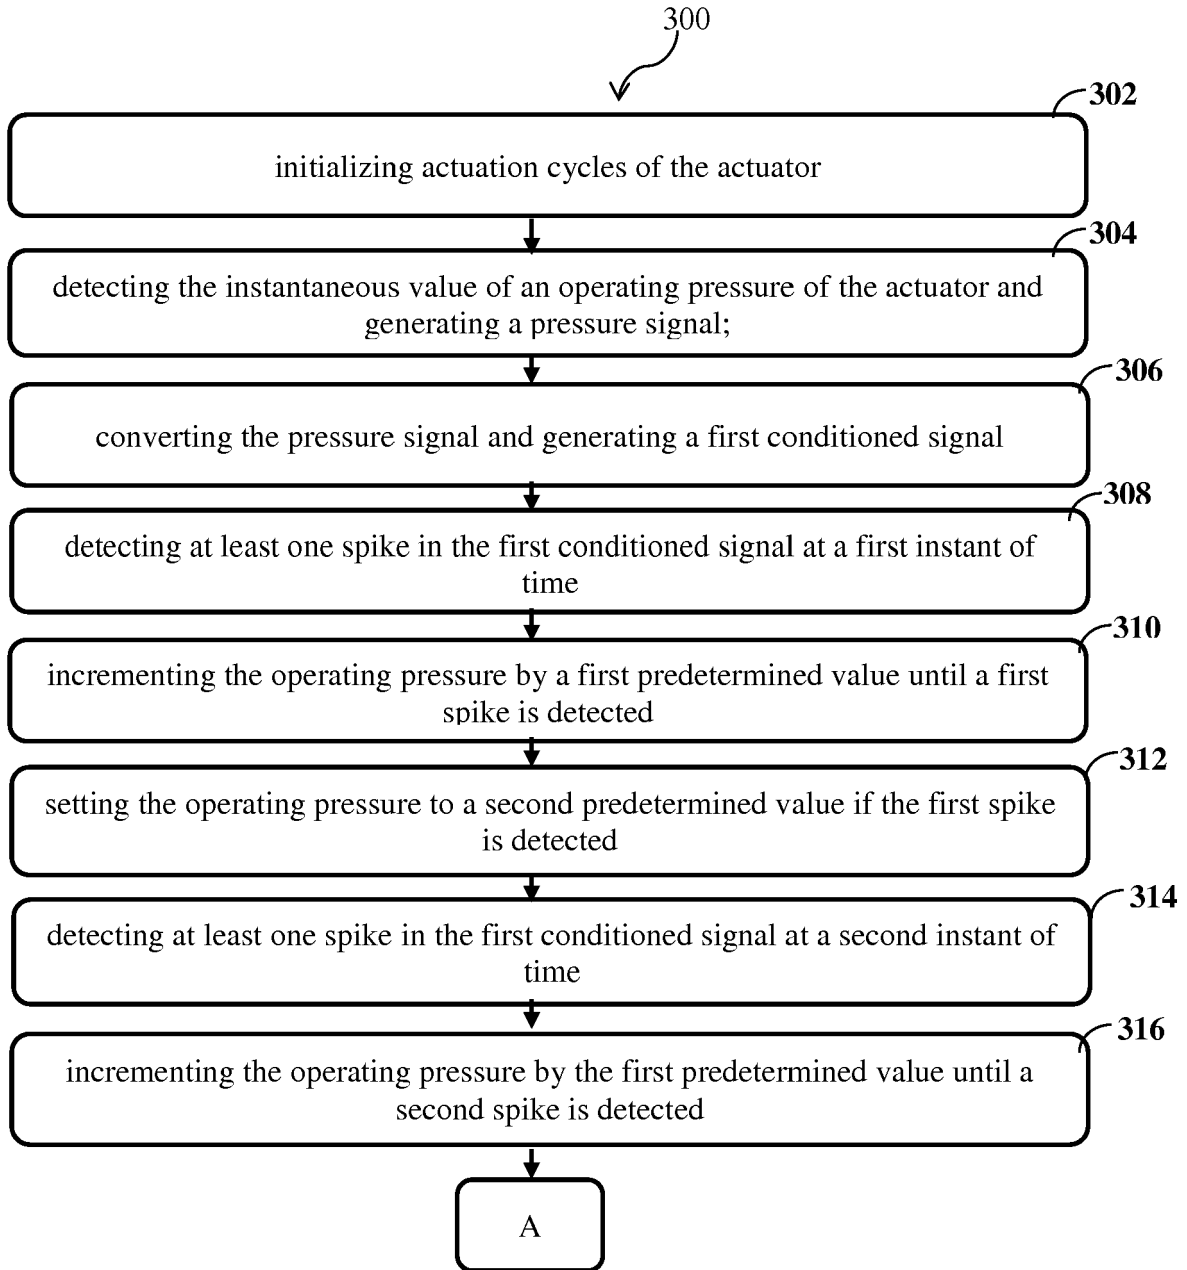 300
302
initializing actuation cycles of the actuator
304
detecting the instantaneous value of an operating pressure of the actuator and
generating a pressure signal;
306
converting the pressure signal and generating a first conditioned signal
308
detecting at least one spike in the first conditioned signal at a first instant of
time
310
incrementing the operating pressure by a first predetermined value until a first
spike is detected
312
setting the operating pressure to a second predetermined value if the first spike
is detected
314
detecting at least one spike in the first conditioned signal at a second instant of
time
316
incrementing the operating pressure by the first predetermined value until a
second spike is detected
A